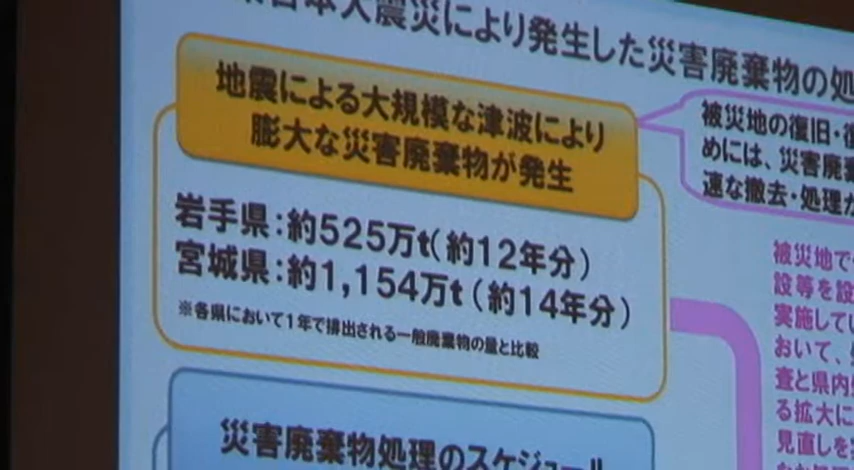 東日本大震災により発生した災害廃棄物の処
地震による大規模な津波により
膨大な災害廃棄物が発生
岩手県：約525万t（約12年分）
宮城県：約1,154万t（約14年分）
※各県において1年で排出される一般廃棄物の量と比較
災害廃棄物処理のスケジュール
被災地の復旧・復
めには、災害廃棄
速な撤去・処理が
被災地で
設等を設
実施してい
おいて、
査と県内
る拡大に
見直しを